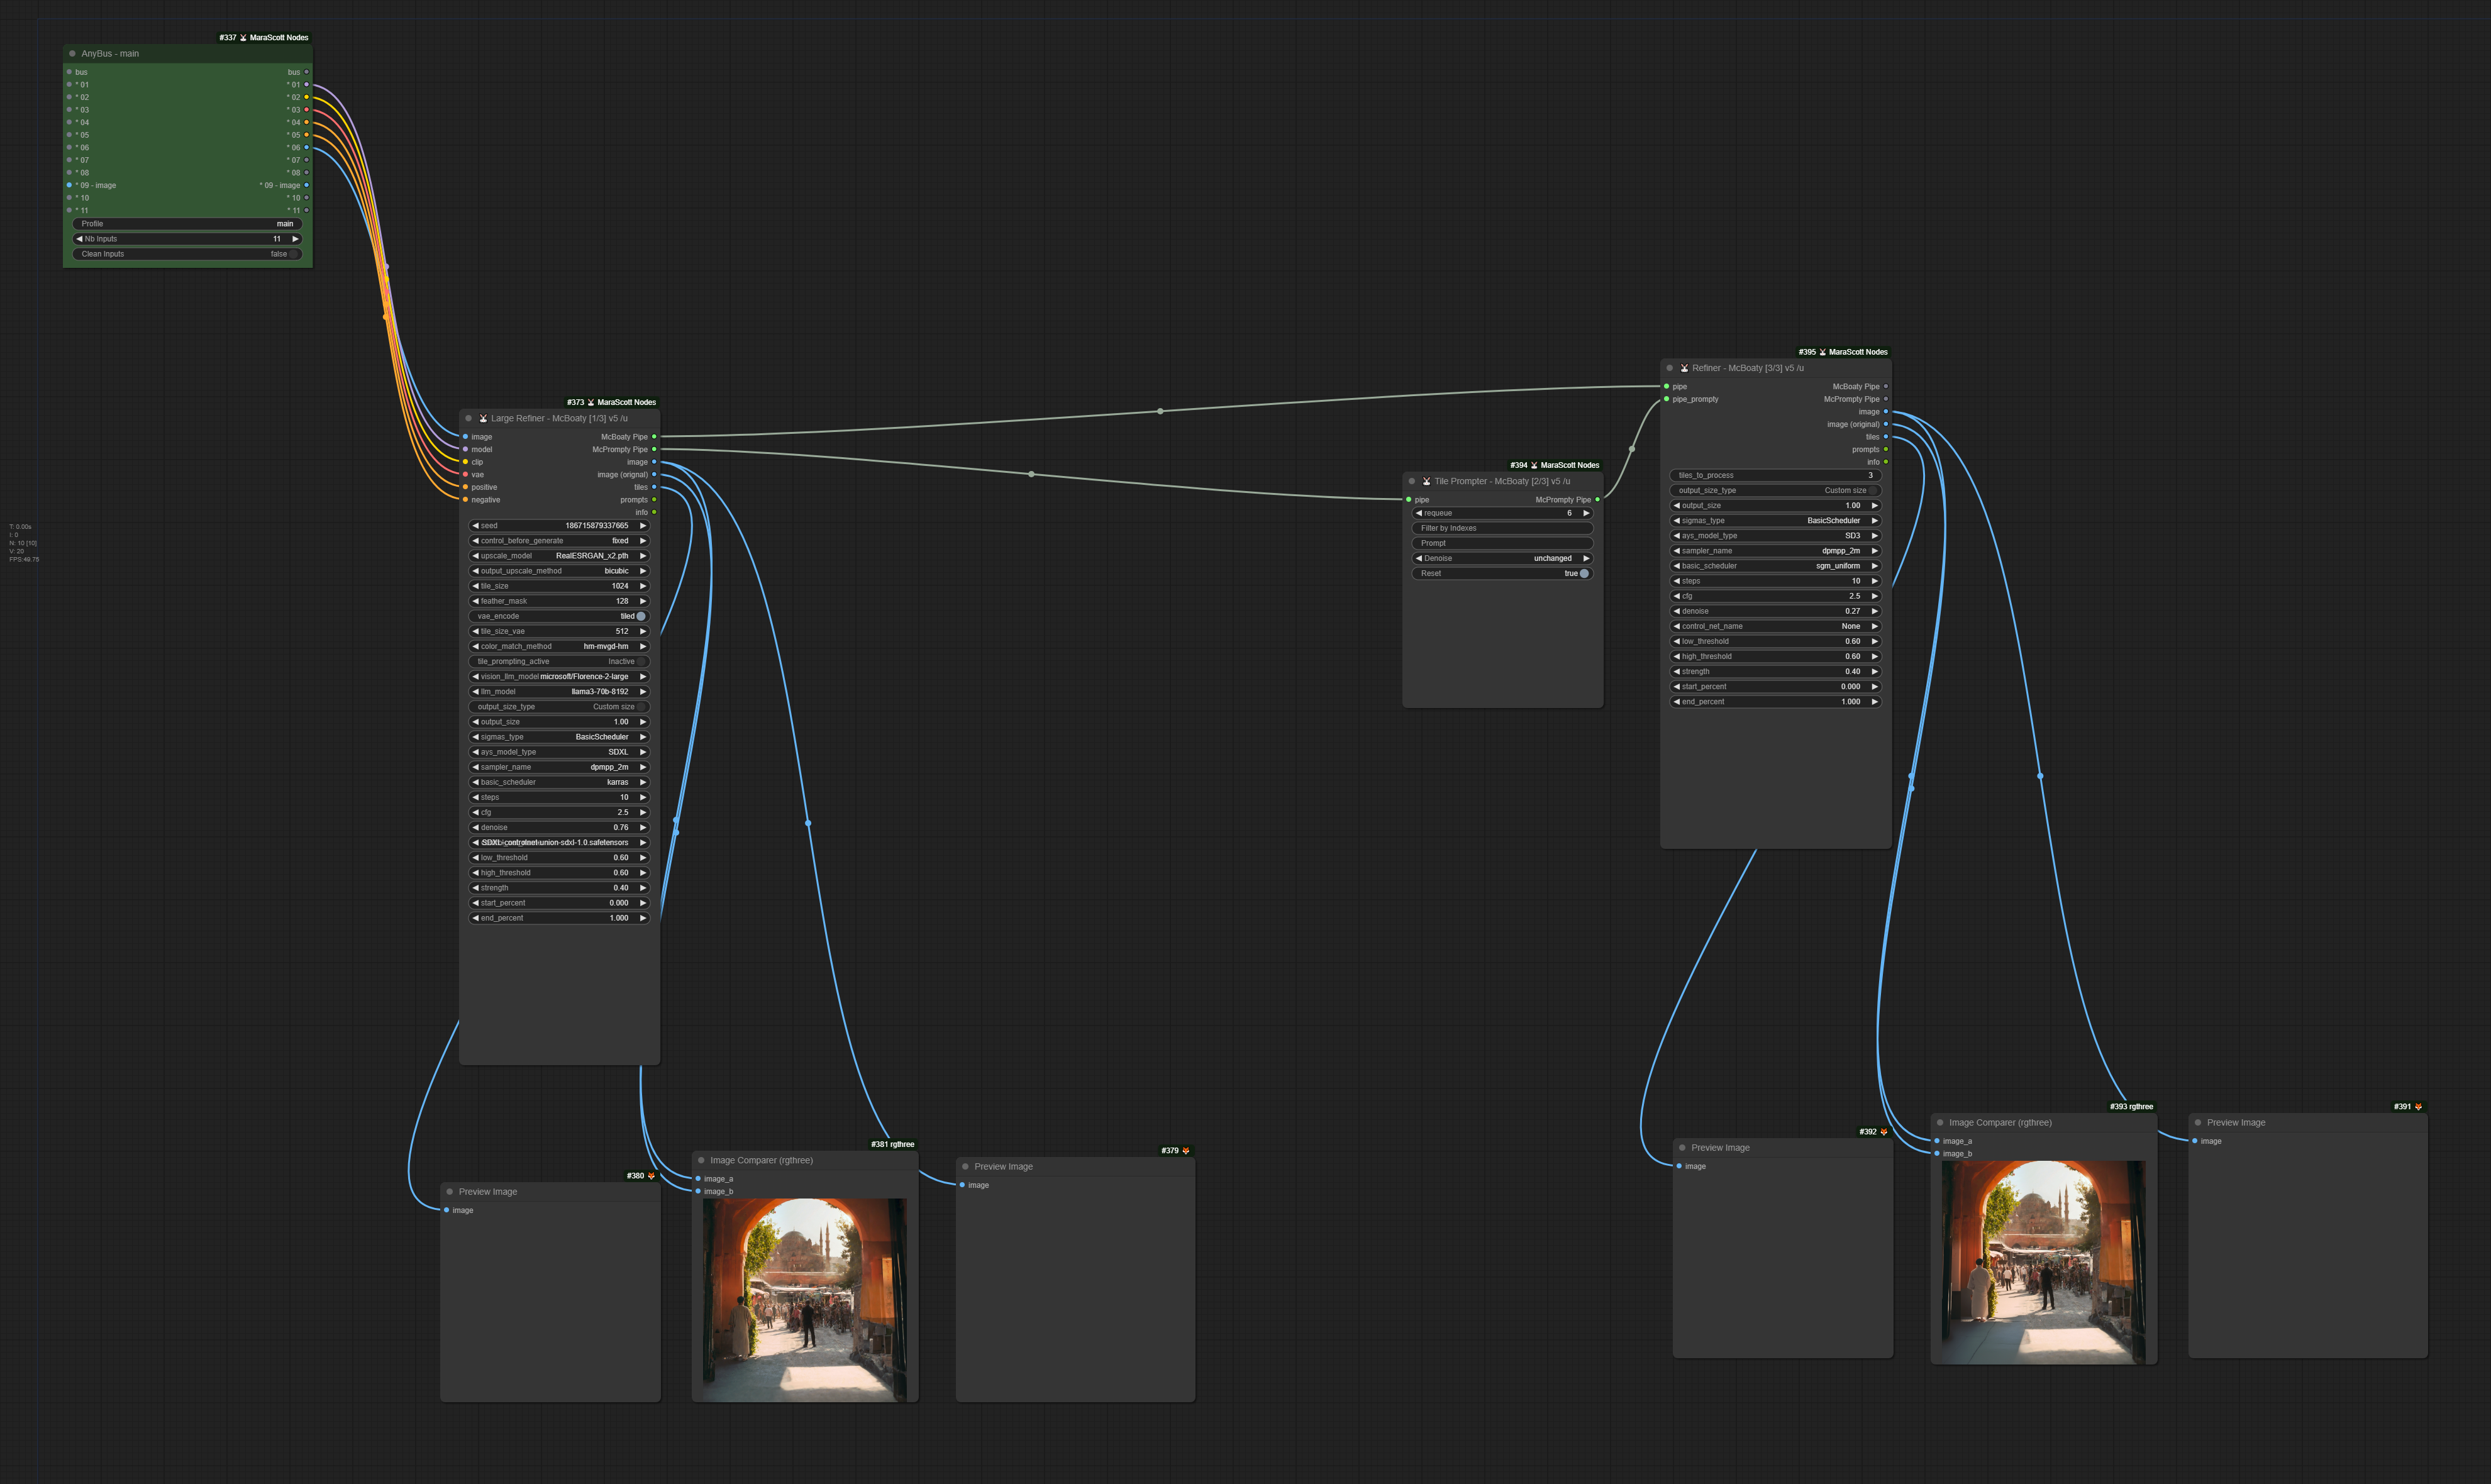 #337 MaraScott Nodes
AnyBus - main
bus bus
* 01 * 01
* 02 * 02
* 03 * 03
* 04 * 04
* 05 * 05
* 06 * 06
* 07 * 07
* 08 * 08
* 09 - image * 09 - image
* 10 * 10
* 11 * 11
Profile main
Nb Inputs 11
Clean Inputs false
T: 0.00s
I: 0
N: 10 [10]
V: 20
FPS:49.75
#373 MaraScott Nodes
Large Refiner - McBoaty [1/3] v5 /u
image McBoaty Pipe
model McPrompty Pipe
clip image
vae image (orignal)
positive tiles
negative prompts
info
seed 186715879337665
control_before_generate fixed
upscale_model RealESRGAN_x2.pth
output_upscale_method bicubic
tile_size 1024
feather_mask 128
vae_encode tiled
tile_size_vae 512
color_match_method hm-mvgd-hm
tile_prompting_active Inactive
vision_llm_model microsoft/Florence-2-large
llm_model llama3-70b-8192
output_size_type Custom size
output_size 1.00
sigmas_type BasicScheduler
ays_model_type SDXL
sampler_name dpmpp_2m
basic_scheduler karras
steps 10
cfg 2.5
denoise 0.76
union-sdxl-1.0.safetensors
low_threshold 0.60
high_threshold 0.60
strength 0.40
start_percent 0.000
end_percent 1.000
#394 MaraScott Nodes
Tile Prompter - McBoaty [2/3] v5 /u
pipe McPrompty Pipe
requeue 6
Filter by Indexes
Prompt
Denoise unchanged
Reset true
#395 MaraScott Nodes
Refiner - McBoaty [3/3] v5 /u
pipe McBoaty Pipe
pipe_prompty McPrompty Pipe
image
image (original)
tiles
prompts
info
tiles_to_process 3
output_size_type Custom size
output_size 1.00
sigmas_type BasicScheduler
ays_model_type SD3
sampler_name dpmpp_2m
basic_scheduler sgm_uniform
steps 10
cfg 2.5
denoise 0.27
control_net_name None
low_threshold 0.60
high_threshold 0.60
strength 0.40
start_percent 0.000
end_percent 1.000
#380
Preview Image
image
#381 rgthree
Image Comparer (rgthree)
image_a
image_b
#379
Preview Image
image
#392
Preview Image
image
#393 rgthree
Image Comparer (rgthree)
image_a
image_b
#391
Preview Image
image